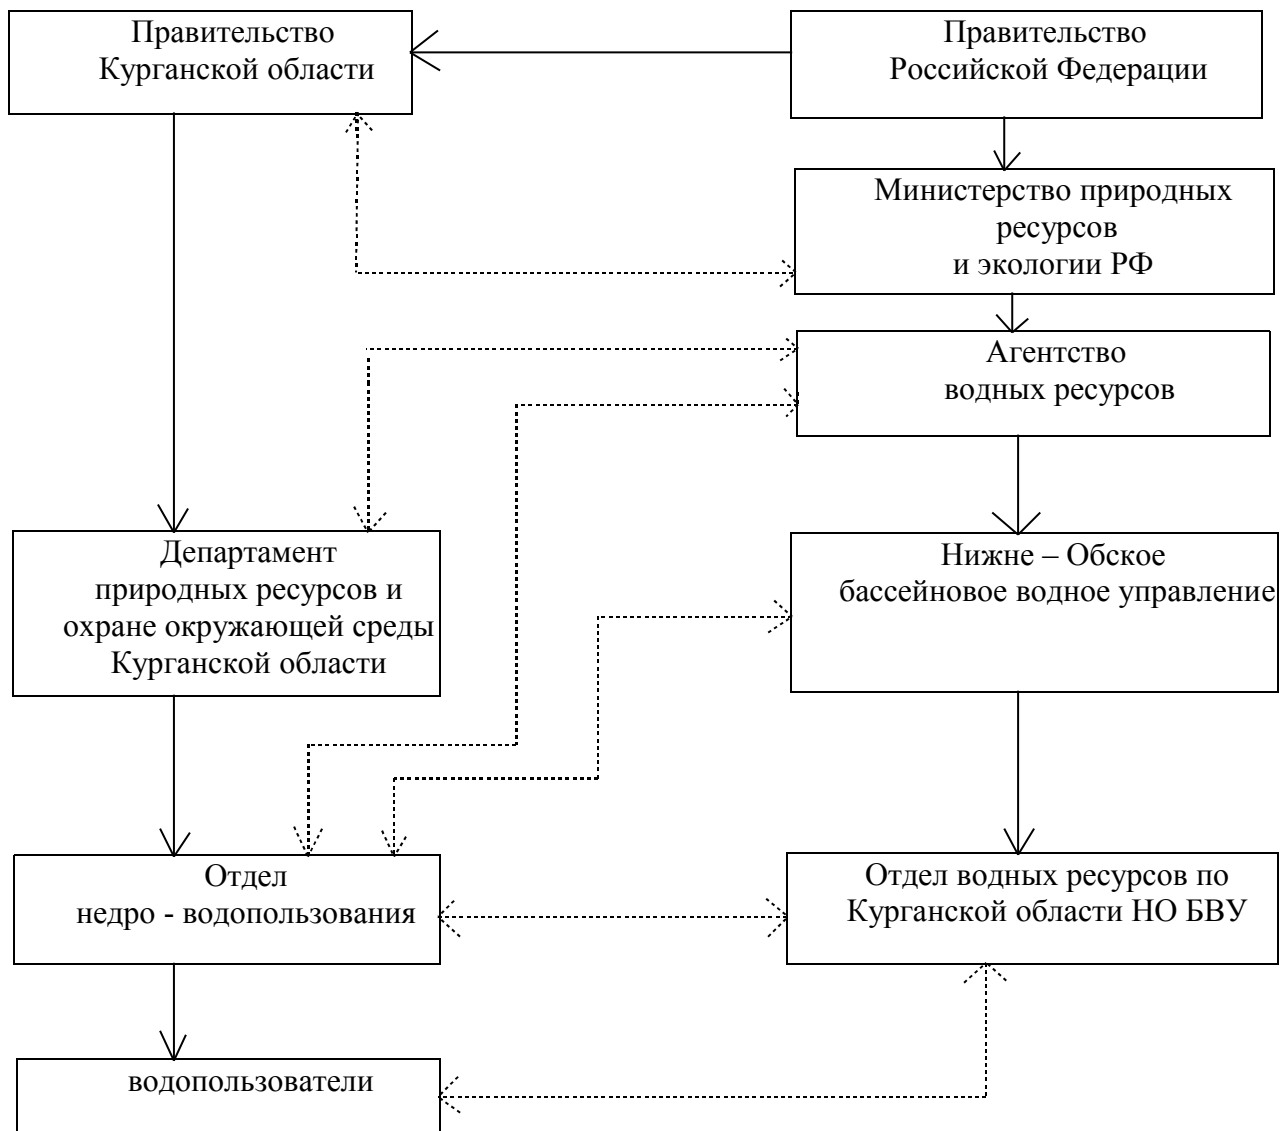 Правительство
Курганской области
Правительство
Российской Федерации
Министерство природных
ресурсов
и экологии РФ
Агентство
водных ресурсов
Департамент
природных ресурсов и
охране окружающей среды
Курганской области
Нижне – Обское
бассейновое водное управление
Отдел
недро - водопользования
Отдел водных ресурсов по
Курганской области НО БВУ
водопользователи